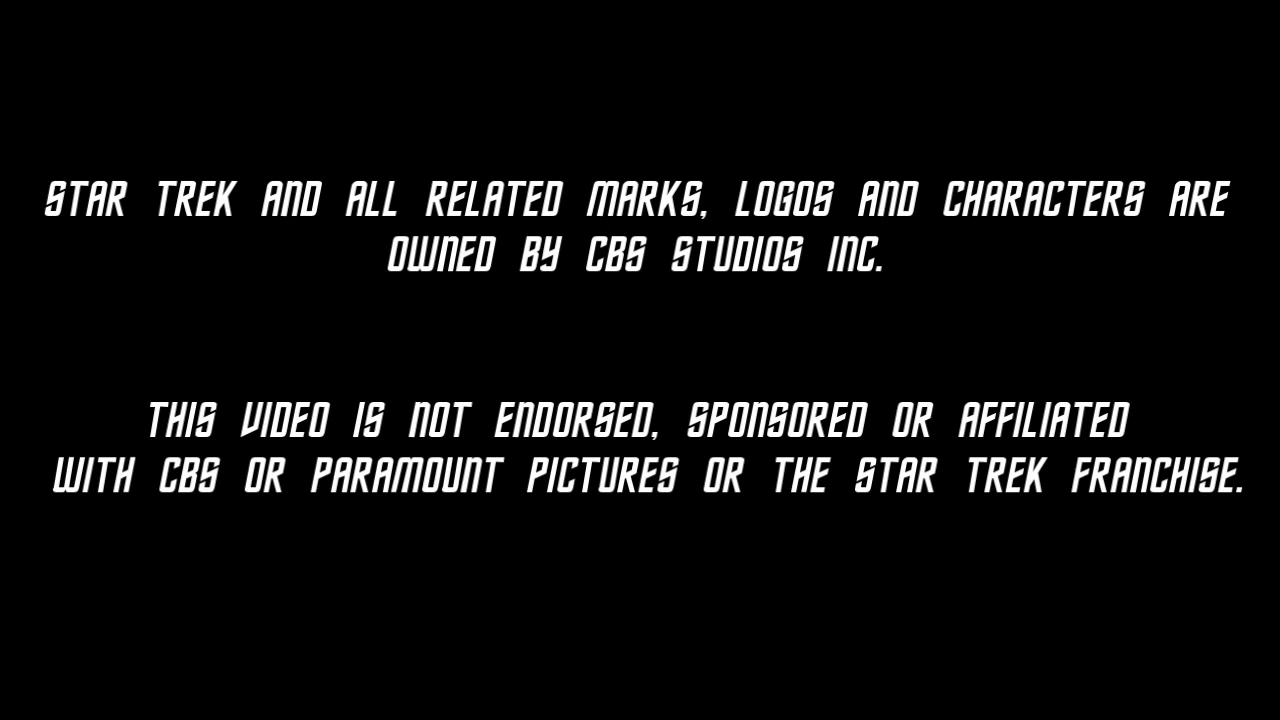 STAR TREK AND ALL RELATED MARKS, LOGOS AND CHARACTERS ARE
OWNED BY CBS STUDIOS INC.
THIS VIDEO IS NOT ENDORSED, SPONSORED OR AFFILIATED
WITH CBS OR PARAMOUNT PICTURES OR THE STAR TREK FRANCHISE.